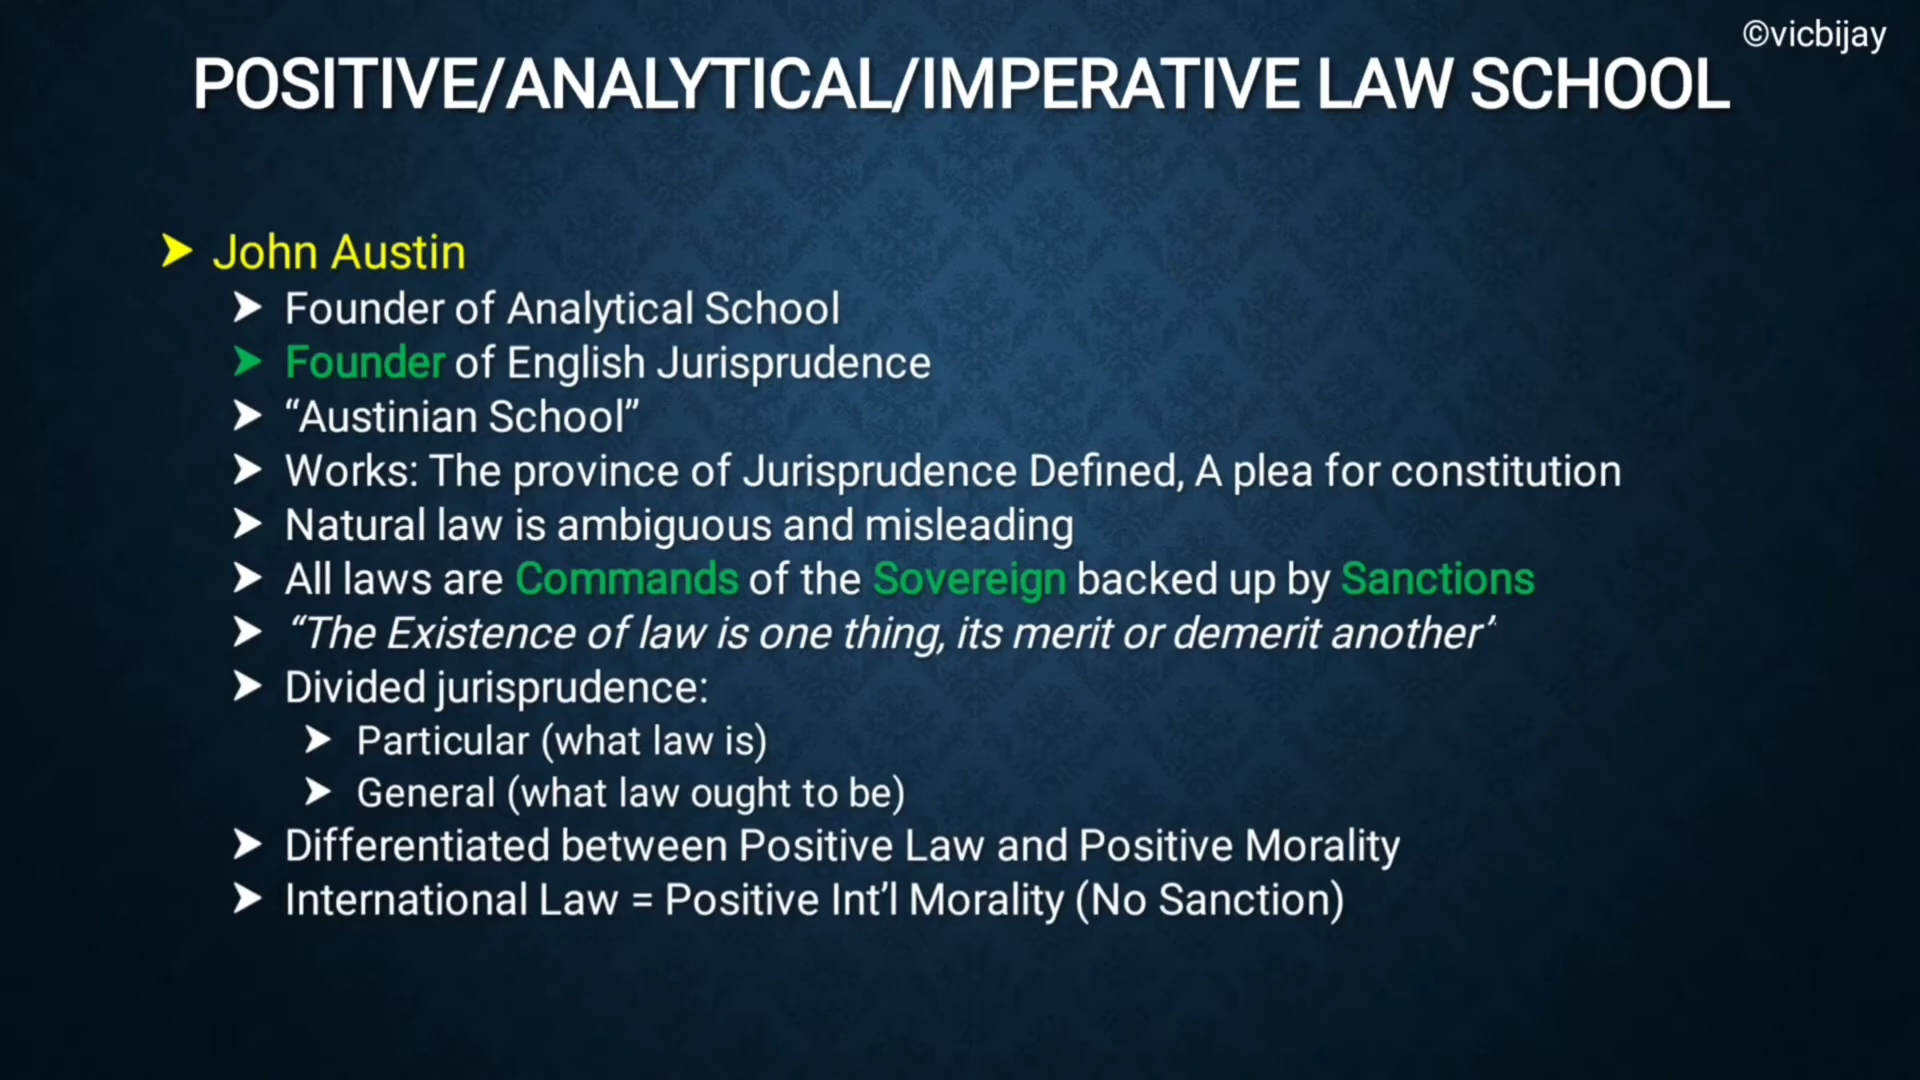 ©vicbijay
POSITIVE/ANALYTICAL/IMPERATIVE LAW SCHOOL
John Austin
Founder of Analytical School
Founder of English Jurisprudence
“Austinian School”
Works: The province of Jurisprudence Defined, A plea for constitution
Natural law is ambiguous and misleading
All laws are Commands of the Sovereign backed up by Sanctions
“The Existence of law is one thing, its merit or demerit another’
Divided jurisprudence:
Particular (what law is)
General (what law ought to be)
Differentiated between Positive Law and Positive Morality
International Law = Positive Int’l Morality (No Sanction)